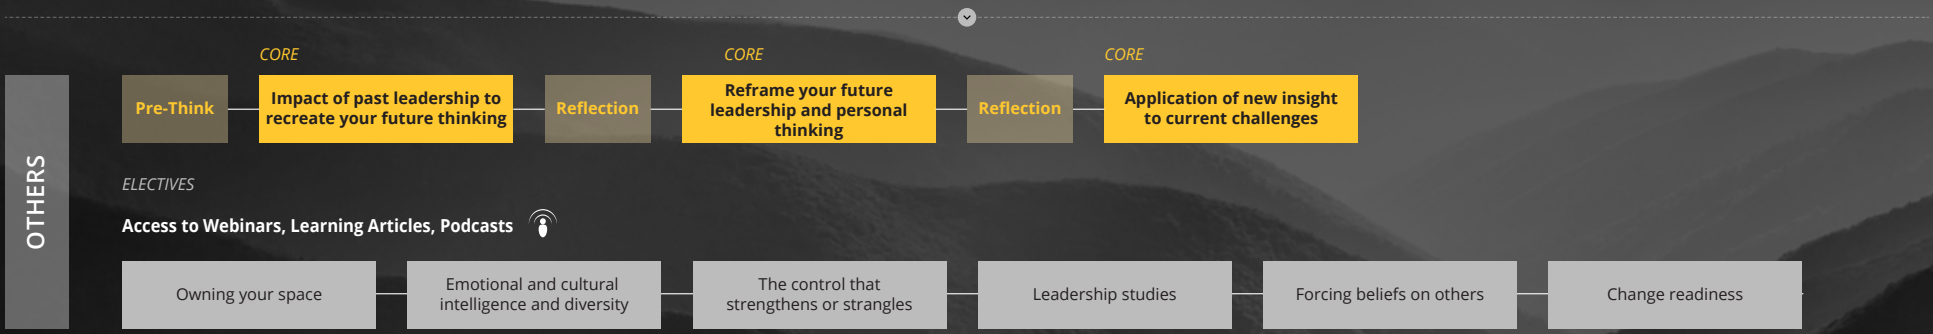 CORE
CORE
CORE
Pre-Think
Impact of past leadership to
recreate your future thinking
Reflection
Reframe your future
leadership and personal
thinking
Reflection
Application of new insight
to current challenges
OTHERS
ELECTIVES
Access to Webinars, Learning Articles, Podcasts
Owning your space
Emotional and cultural
intelligence and diversity
The control that
strengthens or strangles
Leadership studies
Forcing beliefs on others
Change readiness